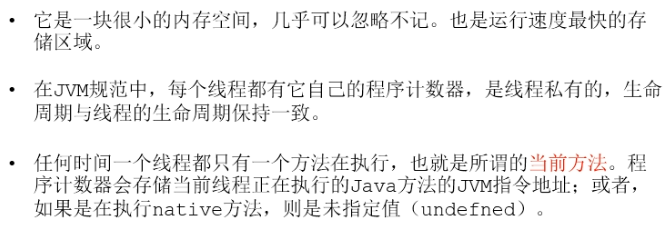 • 它是一块很小的内存空间，几乎可以忽略不记。也是运行速度最快的存
储区域。
• 在JVM规范中，每个线程都有它自己的程序计数器，是线程私有的，生命
周期与线程的生命周期保持一致。
• 任何时间一个线程都只有一个方法在执行，也就是所谓的当前方法。程
序计数器会存储当前线程正在执行的Java方法的JVM指令地址；或者，
如果是在执行native方法，则是未指定值（undefned）。